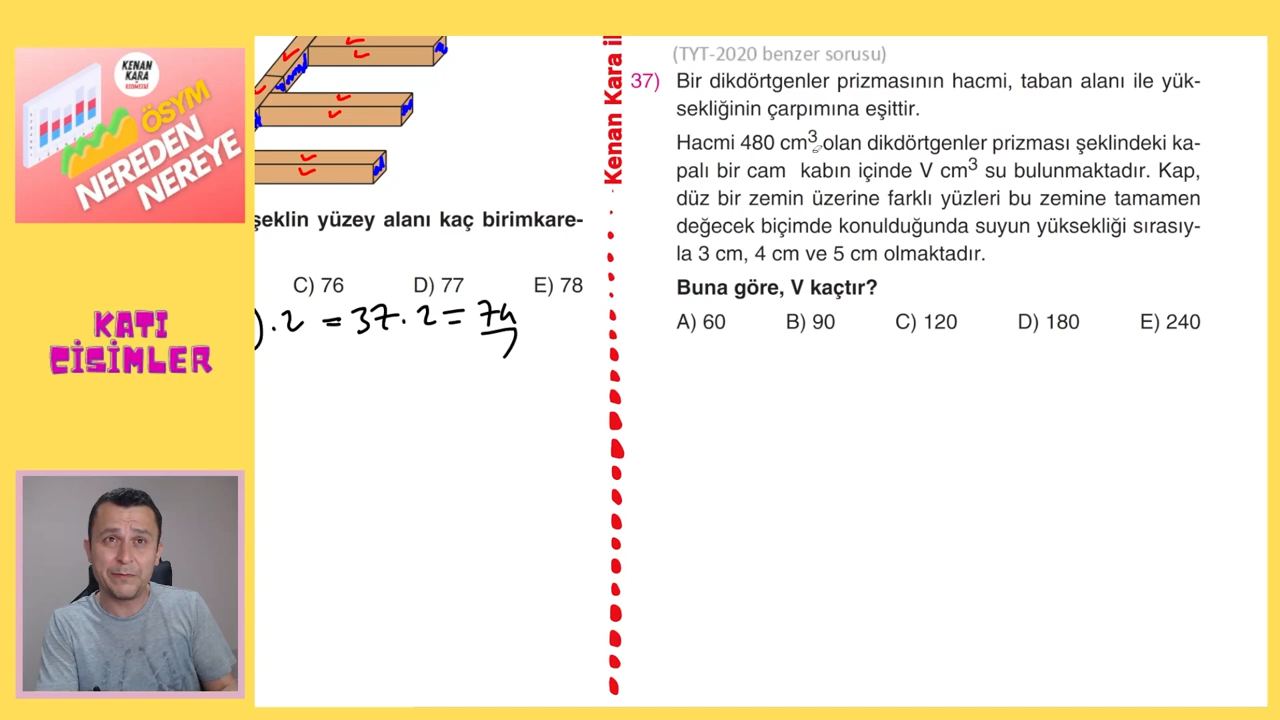 KENAN
KARA
ÖSYM
NEREDEN
NEREYE
KATI
CİSİMLER
şeklin yüzey alanı kaç birimkare-
C) 76 D) 77 E) 78
) . 2 = 37 . 2 = 74
Kenan Kara il
(TYT-2020 benzer sorusu)
37) Bir dikdörtgenler prizmasının hacmi, taban alanı ile yük-
sekliğinin çarpımına eşittir.
Hacmi 480 cm³ olan dikdörtgenler prizması şeklindeki ka-
palı bir cam kabın içinde V cm³ su bulunmaktadır. Kap,
düz bir zemin üzerine farklı yüzleri bu zemine tamamen
değecek biçimde konulduğunda suyun yüksekliği sırasıy-
la 3 cm, 4 cm ve 5 cm olmaktadır.
Buna göre, V kaçtır?
A) 60 B) 90 C) 120 D) 180 E) 240